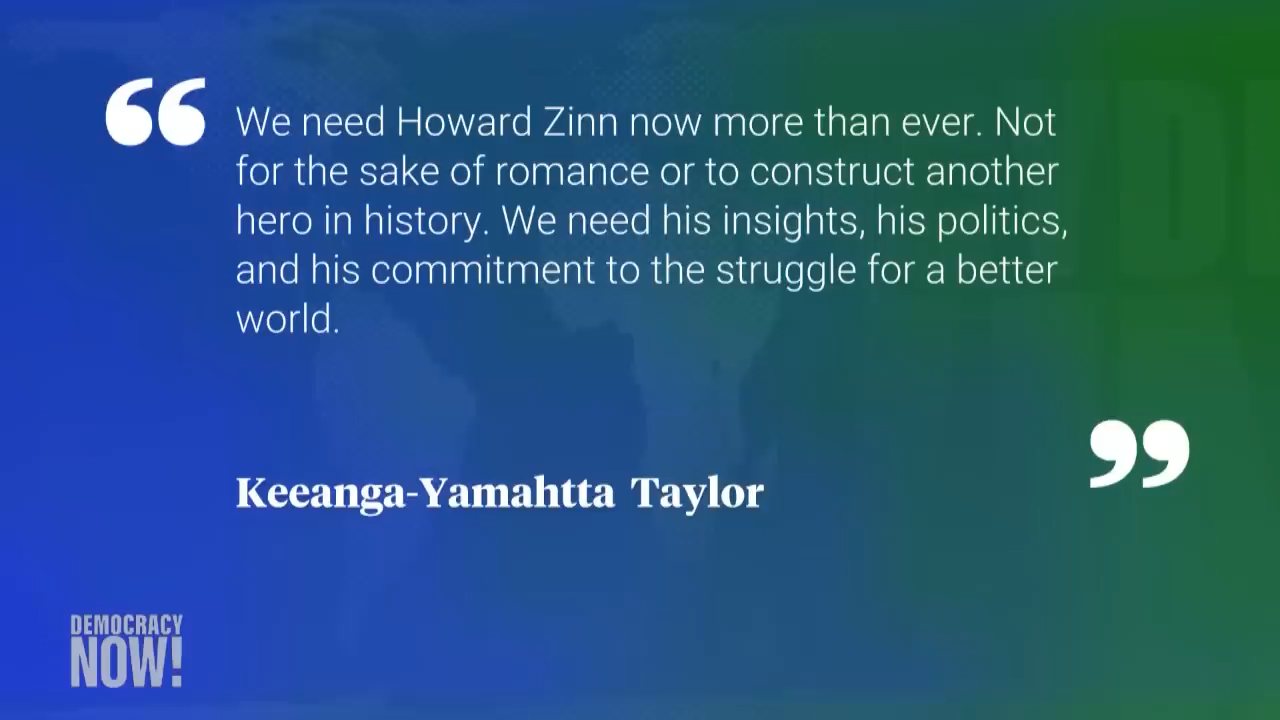 “
We need Howard Zinn now more than ever. Not
for the sake of romance or to construct another
hero in history. We need his insights, his politics,
and his commitment to the struggle for a better
world.
”
Keeanga-Yamahtta Taylor
DEMOCRACY
NOW!